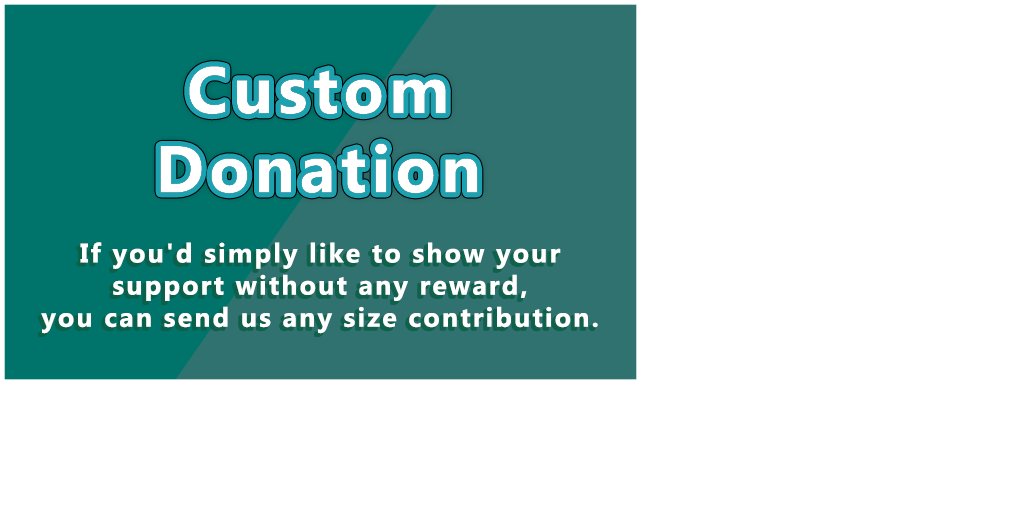 Custom
Donation
If you'd simply like to show your
support without any reward,
you can send us any size contribution.